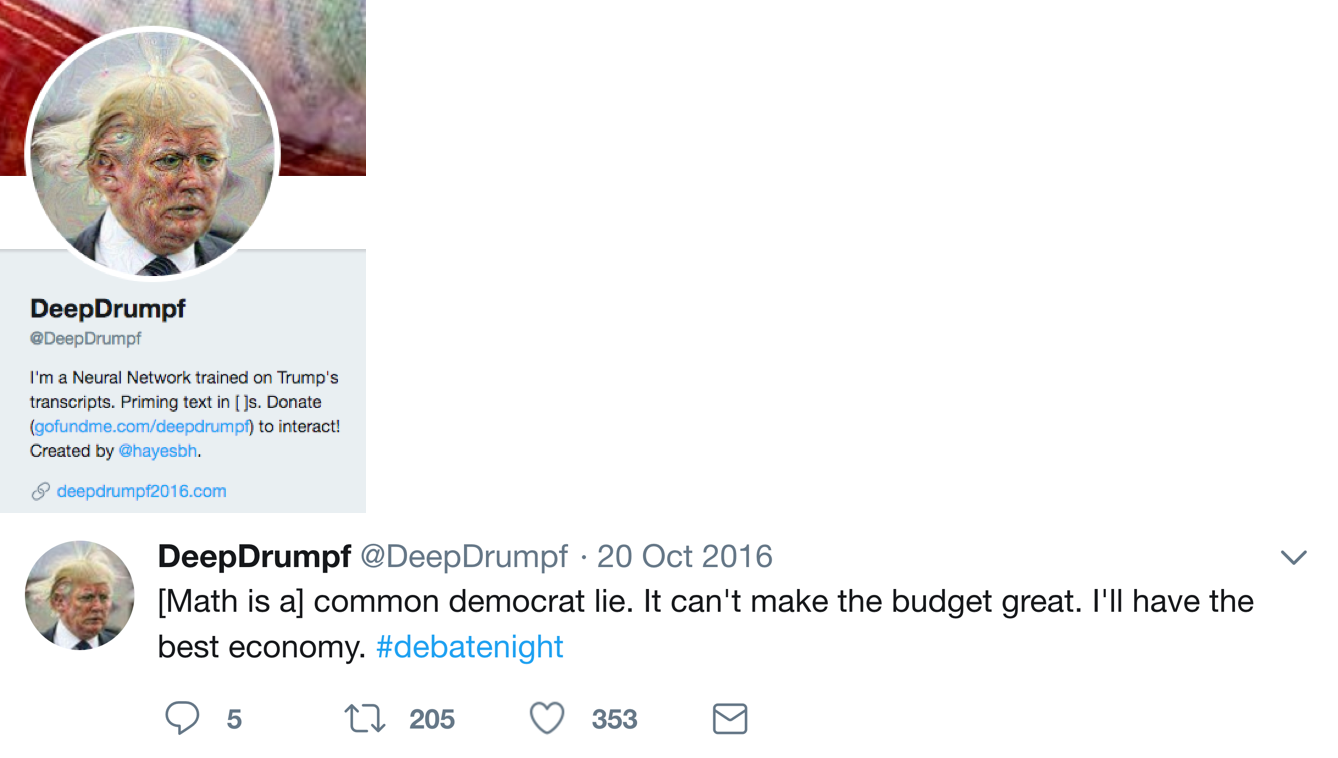 DeepDrumpf
@DeepDrumpf
I'm a Neural Network trained on Trump's
transcripts. Priming text in [ ]s. Donate
(gofundme.com/deepdrumpf) to interact!
Created by @hayesbh.
deepdrumpf2016.com
DeepDrumpf @DeepDrumpf · 20 Oct 2016
[Math is a] common democrat lie. It can't make the budget great. I'll have the
best economy. #debatenight
5 205 353